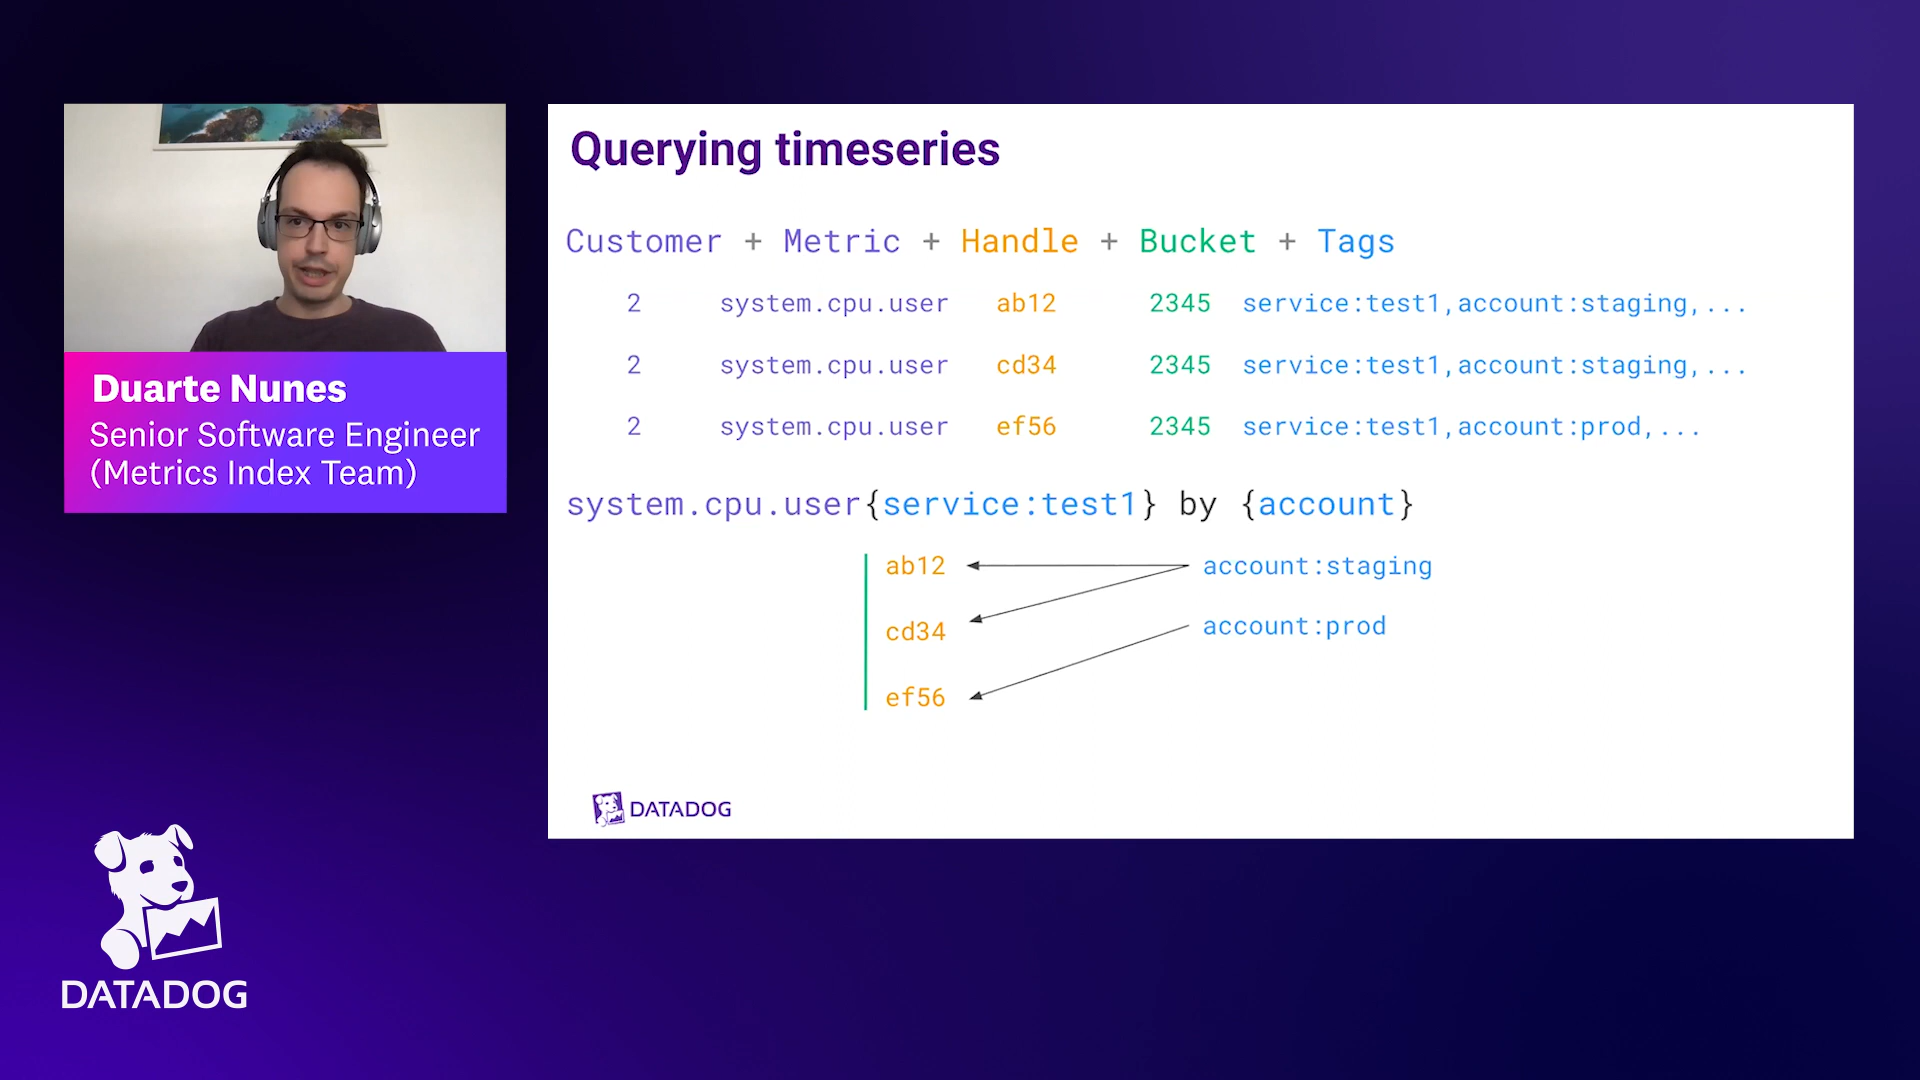 Duarte Nunes
Senior Software Engineer
(Metrics Index Team)
DATADOG
Querying timeseries
Customer + Metric + Handle + Bucket + Tags
2 system.cpu.user ab12 2345 service:test1,account:staging,...
2 system.cpu.user cd34 2345 service:test1,account:staging,...
2 system.cpu.user ef56 2345 service:test1,account:prod,...
system.cpu.user{service:test1} by {account}
ab12 account:staging
cd34 account:prod
ef56
DATADOG